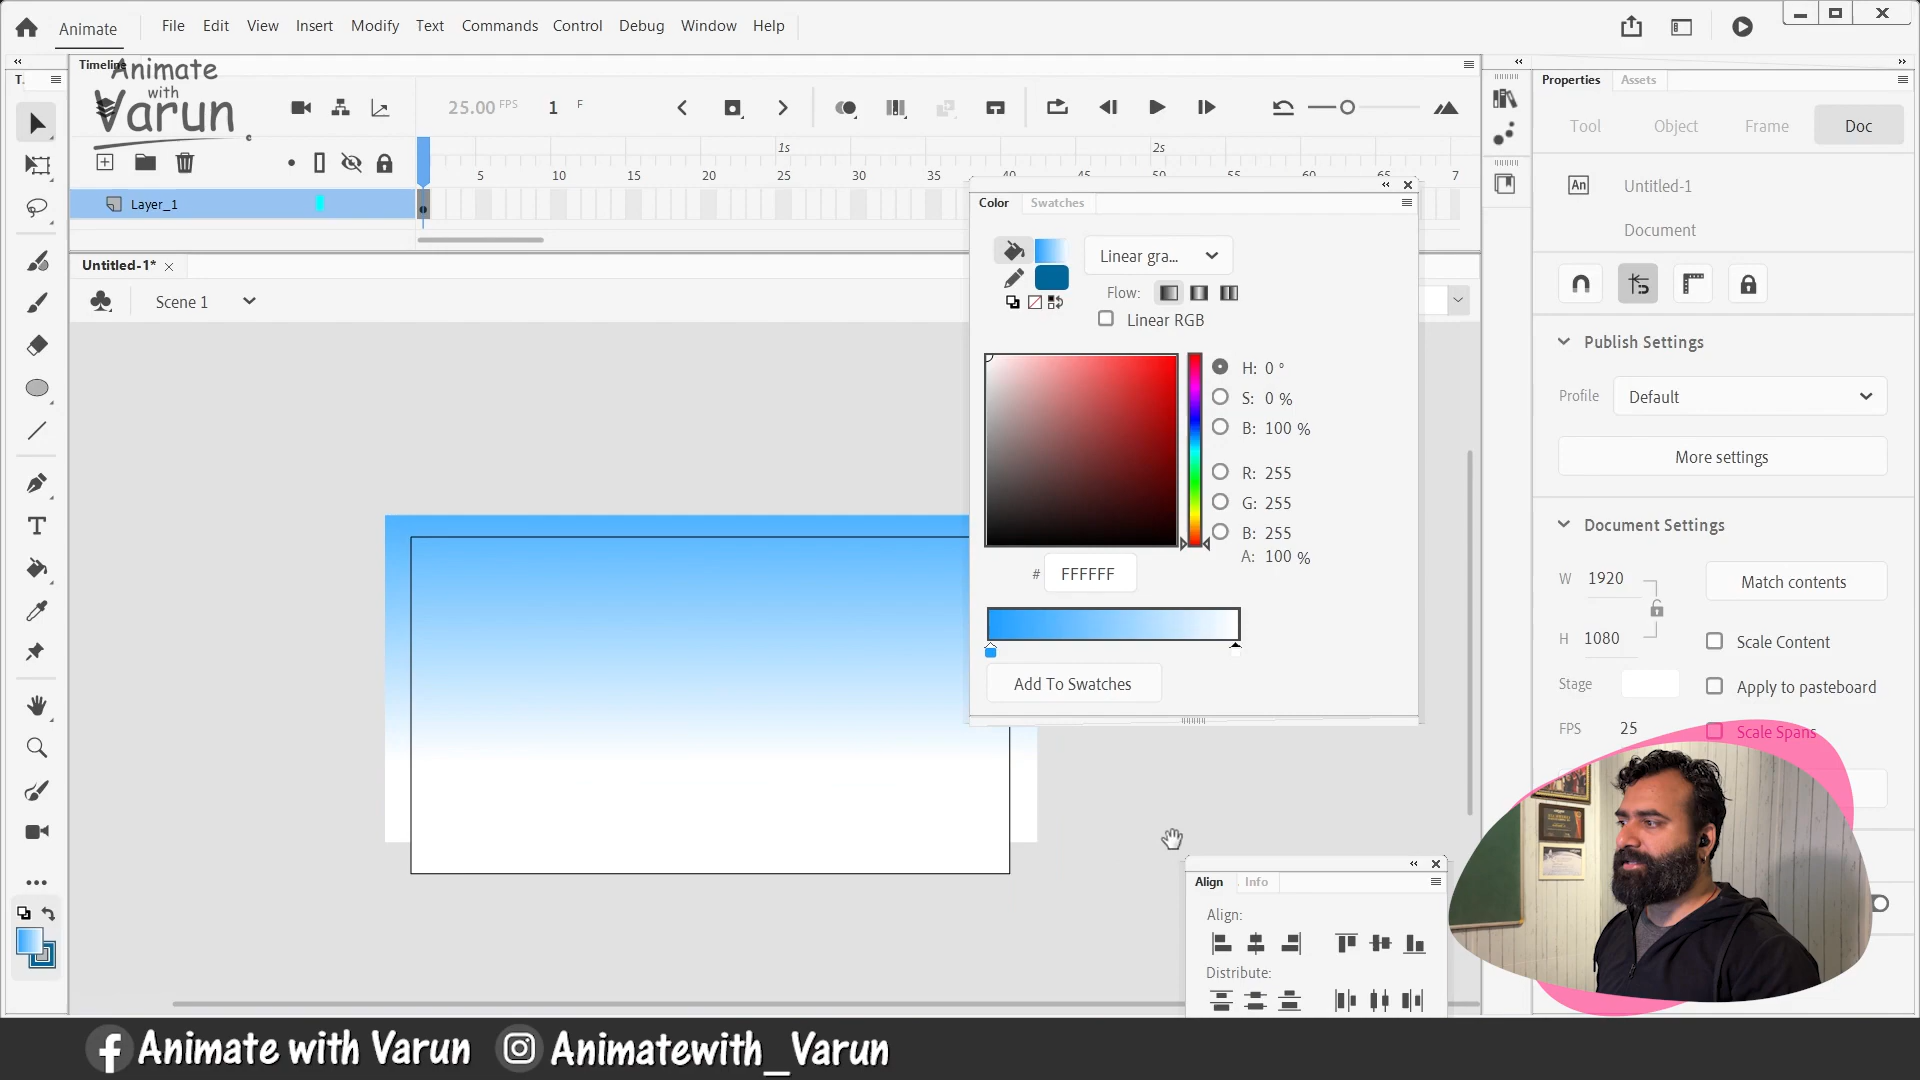 Animate
File
Edit
View
Insert
Modify
Text
Commands
Control
Debug
Window
Help
Timeline
Animate
with
Varun
25.00 FPS
1 F
1s
2s
5
10
15
20
25
30
35
40
45
50
55
60
65
7
Layer_1
Untitled-1*
Scene 1
Color
Swatches
Linear gra...
Flow:
Linear RGB
H: 0 °
S: 0 %
B: 100 %
R: 255
G: 255
B: 255
A: 100 %
# FFFFFF
Add To Swatches
Align
Info
Align:
Distribute:
T.
Properties
Assets
Tool
Object
Frame
Doc
An
Untitled-1
Document
Publish Settings
Profile
Default
More settings
Document Settings
W 1920
Match contents
H 1080
Scale Content
Stage
Apply to pasteboard
FPS 25
Scale Spans
Animate with Varun
Animatewith_Varun